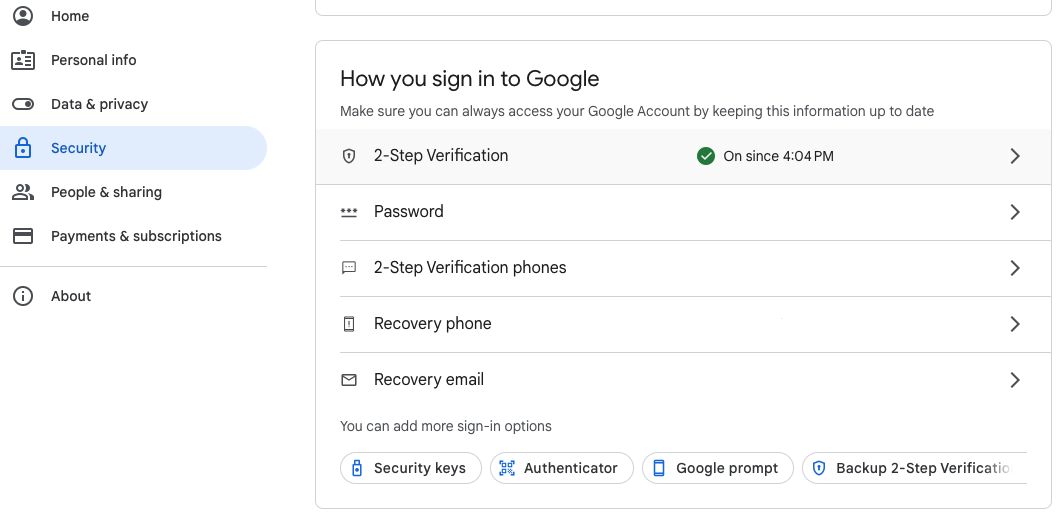 Home
Personal info
Data & privacy
Security
People & sharing
Payments & subscriptions
About
How you sign in to Google
Make sure you can always access your Google Account by keeping this information up to date
2-Step Verification
On since 4:04 PM
Password
2-Step Verification phones
Recovery phone
Recovery email
You can add more sign-in options
Security keys
Authenticator
Google prompt
Backup 2-Step Verificatio